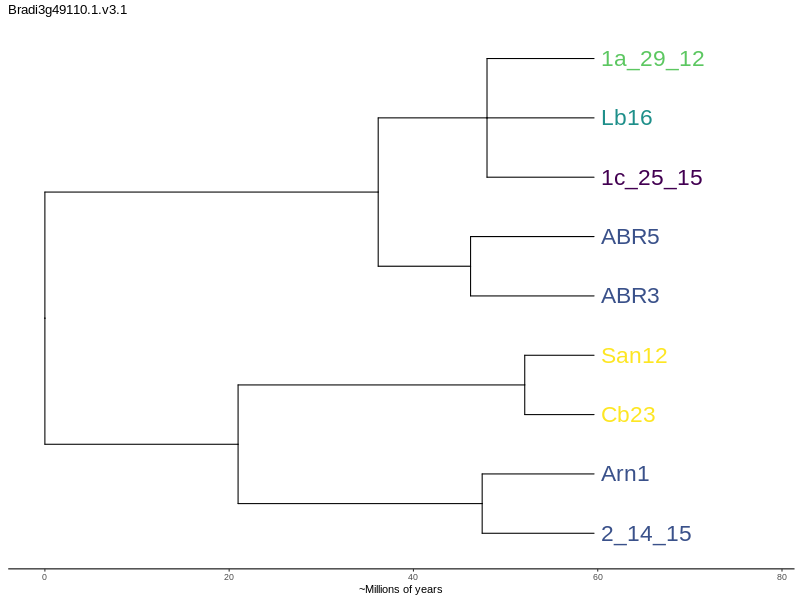 Bradi3g49110.1.v3.1
1a_29_12
Lb16
1c_25_15
ABR5
ABR3
San12
Cb23
Arn1
2_14_15
0 20 40 60 80
~Millions of years